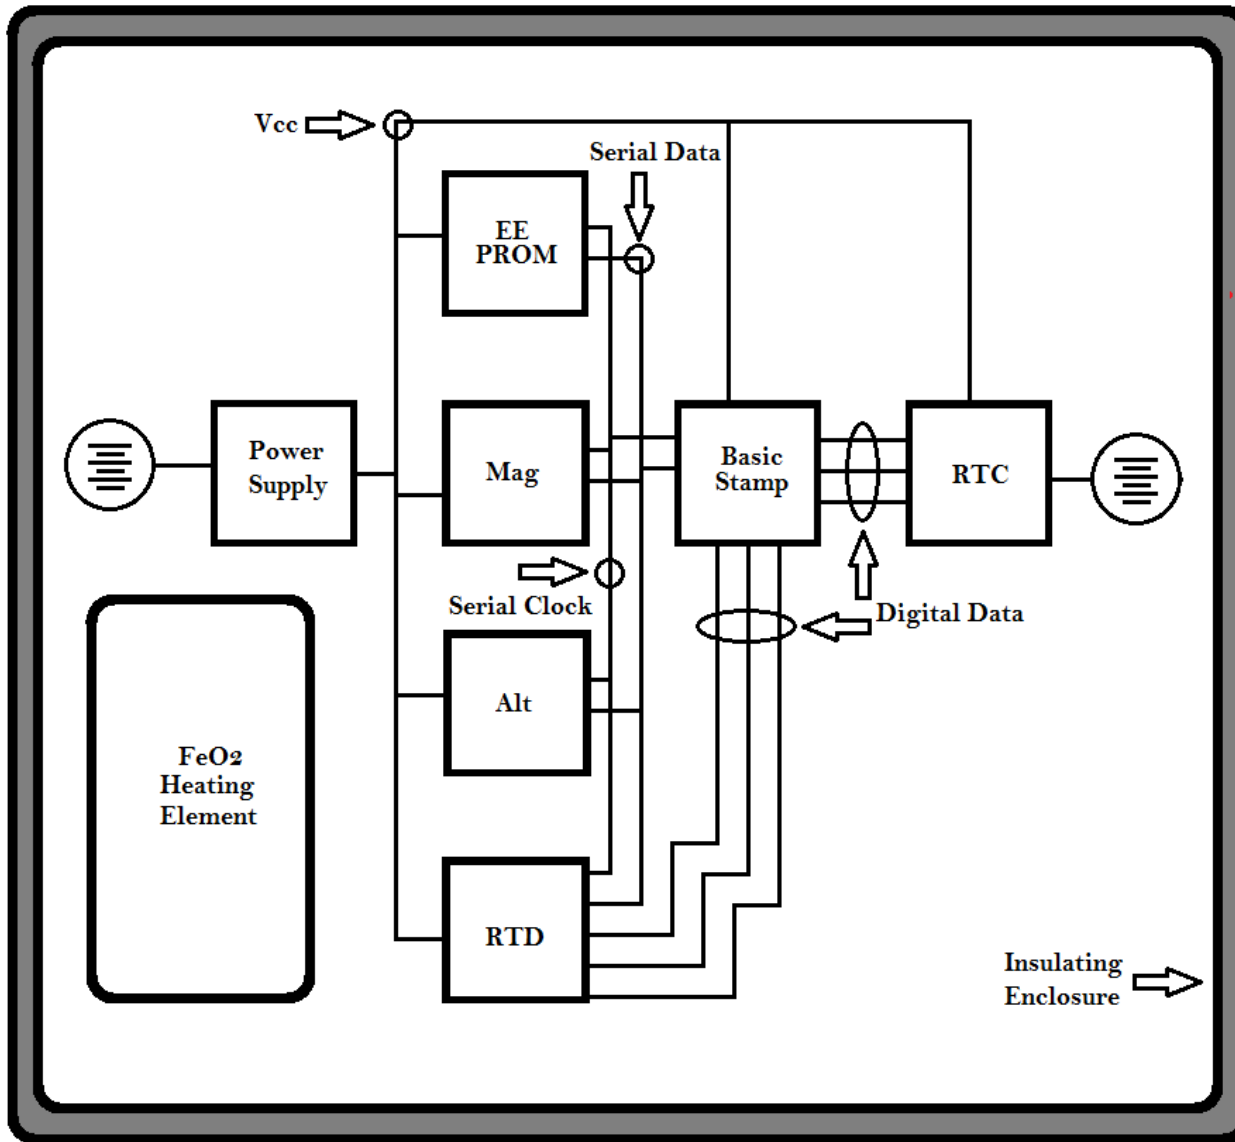 Vcc
Serial Data
EE
PROM
Power
Supply
Mag
Basic
Stamp
RTC
Serial Clock
Digital Data
Alt
FeO2
Heating
Element
RTD
Insulating
Enclosure